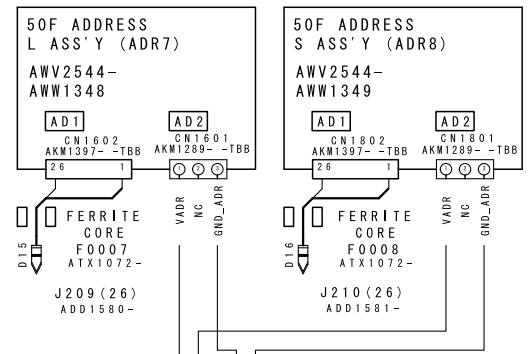 50F ADDRESS
L ASS'Y (ADR7)
AWV2544-
AWW1348
AD1
AD2
CN1602
AKM1397- -TBB
CN1601
AKM1289- -TBB
26 1
1 2 3
VADR
NC
GND_ADR
D15
FERRITE
CORE
F0007
ATX1072-
J209(26)
ADD1580-
50F ADDRESS
S ASS'Y (ADR8)
AWV2544-
AWW1349
AD1
AD2
CN1802
AKM1397- -TBB
CN1801
AKM1289- -TBB
26 1
1 2 3
VADR
NC
GND_ADR
D16
FERRITE
CORE
F0008
ATX1072-
J210(26)
ADD1581-